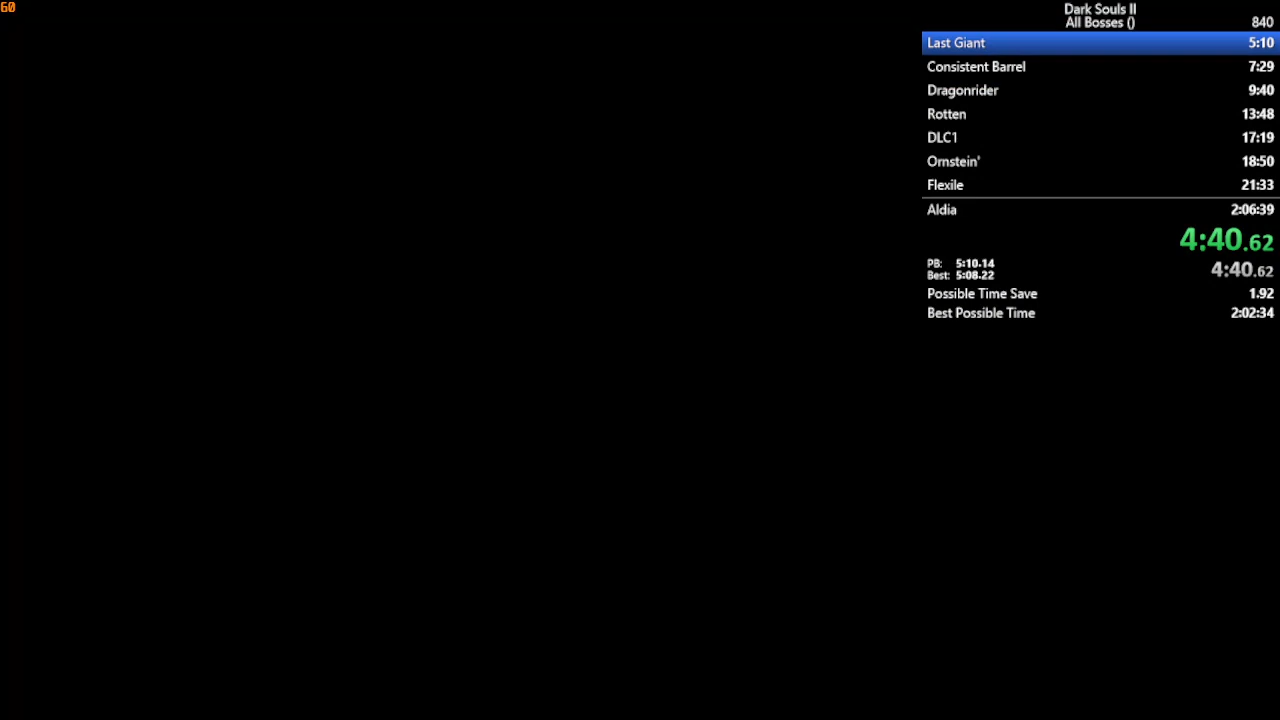 60
Dark Souls II
All Bosses () 840
Last Giant 5:10
Consistent Barrel 7:29
Dragonrider 9:40
Rotten 13:48
DLC1 17:19
Ornstein' 18:50
Flexile 21:33
Aldia 2:06:39
4:40.62
PB: 5:10.14
4:40.62
Best: 5:08.22
Possible Time Save 1.92
Best Possible Time 2:02:34